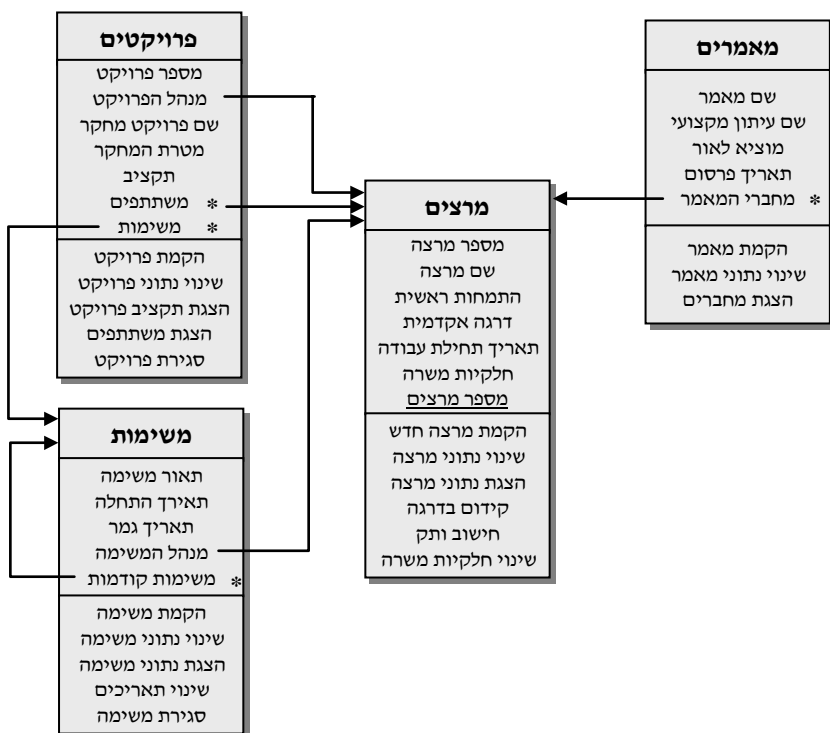 פרויקטים
מספר פרויקט
מנהל הפרויקט
שם פרויקט מחקר
מטרת המחקר
תקציב
* משתתפים
* משימות
הקמת פרויקט
שינוי נתוני פרויקט
הצגת תקציב פרויקט
הצגת משתתפים
סגירת פרויקט
מאמרים
שם מאמר
שם עיתון מקצועי
מוציא לאור
תאריך פרסום
* מחברי המאמר
הקמת מאמר
שינוי נתוני מאמר
הצגת מחברים
מרצים
מספר מרצה
שם מרצה
התמחות ראשית
דרגה אקדמית
תאריך תחילת עבודה
חלקיות משרה
מספר מרצים
הקמת מרצה חדש
שינוי נתוני מרצה
הצגת נתוני מרצה
קידום בדרגה
חישוב ותק
שינוי חלקיות משרה
משימות
תאור משימה
תאירך התחלה
תאריך גמר
מנהל המשימה
* משימות קודמות
הקמת משימה
שינוי נתוני משימה
הצגת נתוני משימה
שינוי תאריכים
סגירת משימה